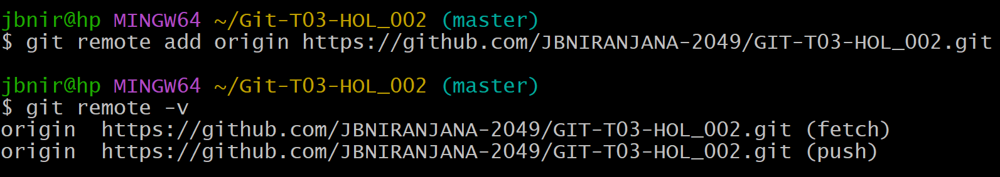 jbnir@hp MINGW64 ~/Git-T03-HOL_002 (master)
$ git remote add origin https://github.com/JBNIRANJANA-2049/GIT-T03-HOL_002.git
jbnir@hp MINGW64 ~/Git-T03-HOL_002 (master)
$ git remote -v
origin  https://github.com/JBNIRANJANA-2049/GIT-T03-HOL_002.git (fetch)
origin  https://github.com/JBNIRANJANA-2049/GIT-T03-HOL_002.git (push)